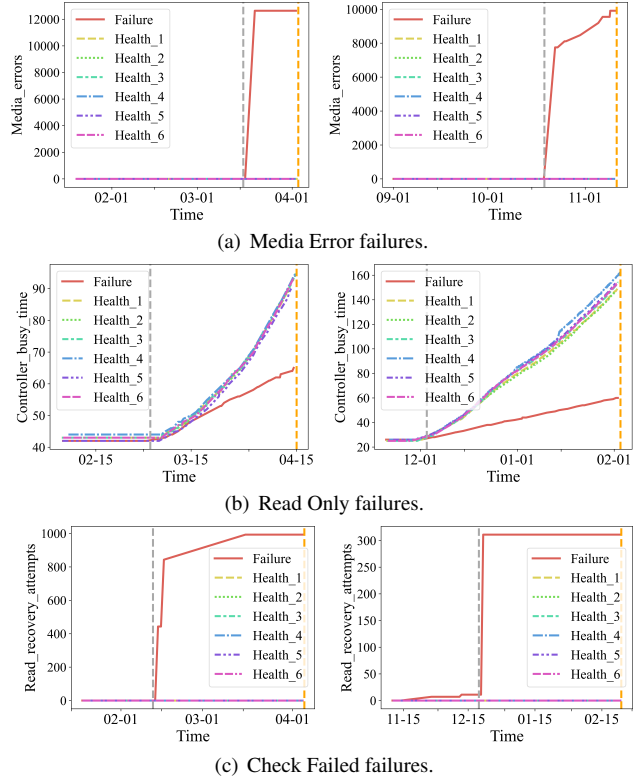 12000
10000
8000
6000
4000
2000
0
Media_errors
Failure
Health_1
Health_2
Health_3
Health_4
Health_5
Health_6
02-01
03-01
04-01
Time
10000
8000
6000
4000
2000
0
Media_errors
Failure
Health_1
Health_2
Health_3
Health_4
Health_5
Health_6
09-01
10-01
11-01
Time
(a) Media Error failures.
90
80
70
60
50
40
Controller_busy_time
Failure
Health_1
Health_2
Health_3
Health_4
Health_5
Health_6
02-15
03-15
04-15
Time
160
140
120
100
80
60
40
20
Controller_busy_time
Failure
Health_1
Health_2
Health_3
Health_4
Health_5
Health_6
12-01
01-01
02-01
Time
(b) Read Only failures.
1000
800
600
400
200
0
Read_recovery_attempts
Failure
Health_1
Health_2
Health_3
Health_4
Health_5
Health_6
02-01
03-01
04-01
Time
300
250
200
150
100
50
0
Read_recovery_attempts
Failure
Health_1
Health_2
Health_3
Health_4
Health_5
Health_6
11-15
12-15
01-15
02-15
Time
(c) Check Failed failures.